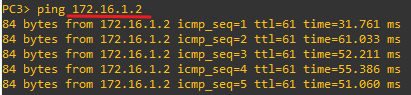 PC3> ping 172.16.1.2
84 bytes from 172.16.1.2 icmp_seq=1 ttl=61 time=31.761 ms
84 bytes from 172.16.1.2 icmp_seq=2 ttl=61 time=61.033 ms
84 bytes from 172.16.1.2 icmp_seq=3 ttl=61 time=52.211 ms
84 bytes from 172.16.1.2 icmp_seq=4 ttl=61 time=55.386 ms
84 bytes from 172.16.1.2 icmp_seq=5 ttl=61 time=51.060 ms